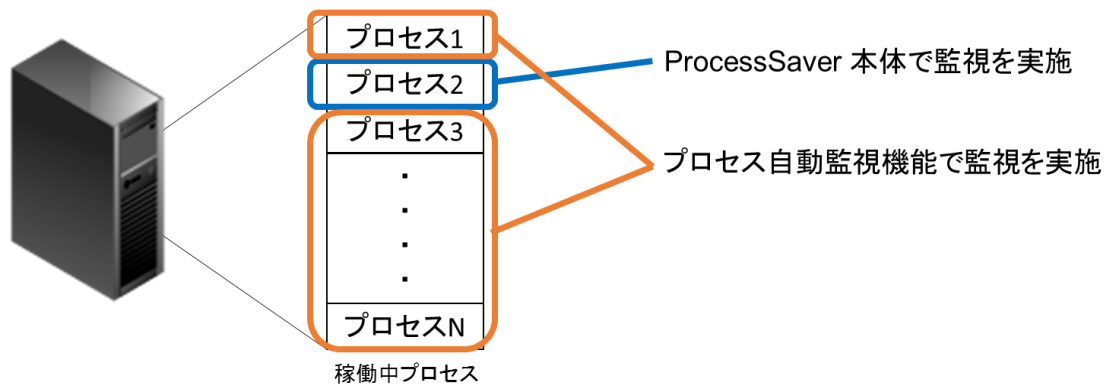 プロセス1
プロセス2
プロセス3
・
・
・
・
プロセスN
稼働中プロセス
ProcessSaver 本体で監視を実施
プロセス自動監視機能で監視を実施